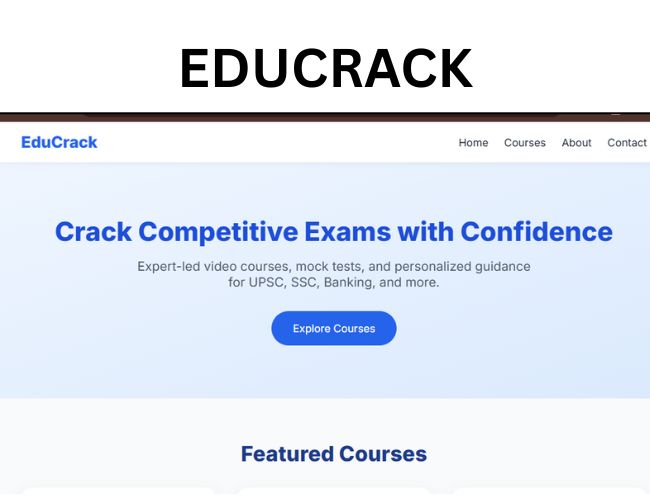 EDUCRACK
EduCrack
Home Courses About Contact
Crack Competitive Exams with Confidence
Expert-led video courses, mock tests, and personalized guidance
for UPSC, SSC, Banking, and more.
Explore Courses
Featured Courses